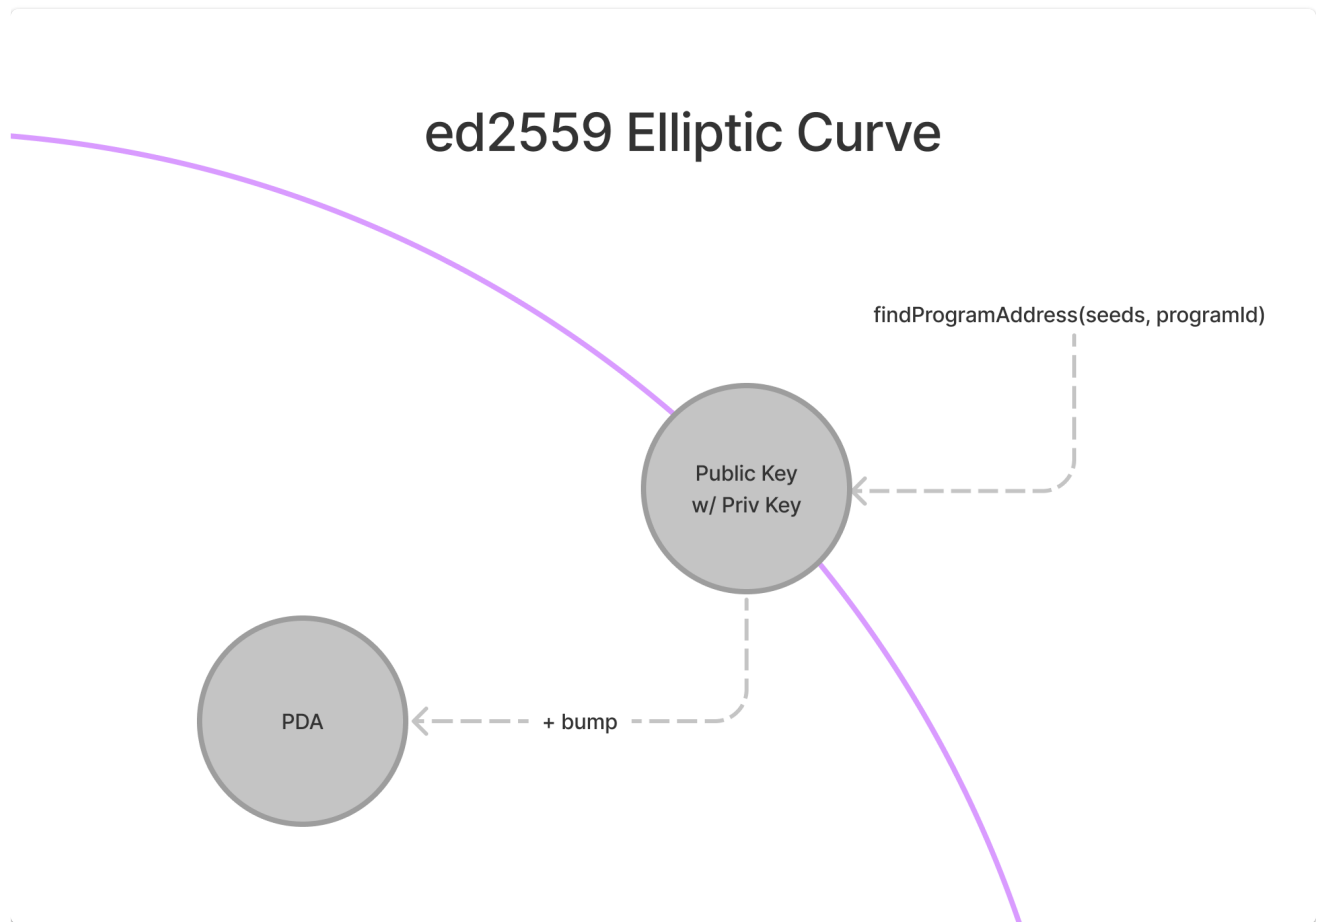 ed2559 Elliptic Curve
findProgramAddress(seeds, programId)
Public Key
w/ Priv Key
PDA
+ bump